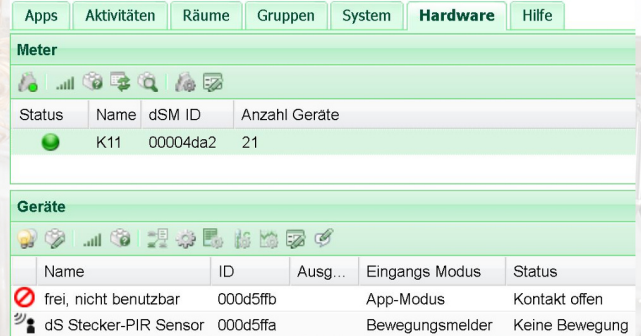 Apps Aktivitäten Räume Gruppen System Hardware Hilfe
Meter
Status Name dSM ID Anzahl Geräte
K11 00004da2 21
Geräte
Name ID Ausg... Eingangs Modus Status
frei, nicht benutzbar 000d5ffb App-Modus Kontakt offen
dS Stecker-PIR Sensor 000d5ffa Bewegungsmelder Keine Bewegung